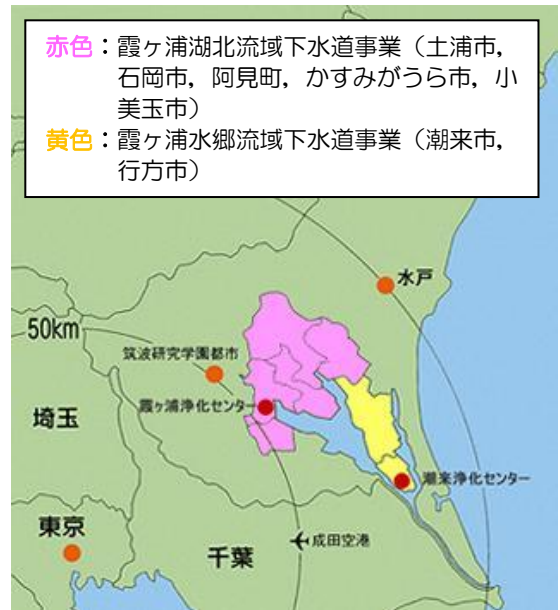 赤色：霞ヶ浦湖北流域下水道事業（土浦市，
石岡市，阿見町，かすみがうら市，小
美玉市）
黄色：霞ヶ浦水郷流域下水道事業（潮来市，
行方市）
水戸
50km
筑波研究学園都市
霞ヶ浦浄化センター
埼玉
潮来浄化センター
東京
成田空港
千葉